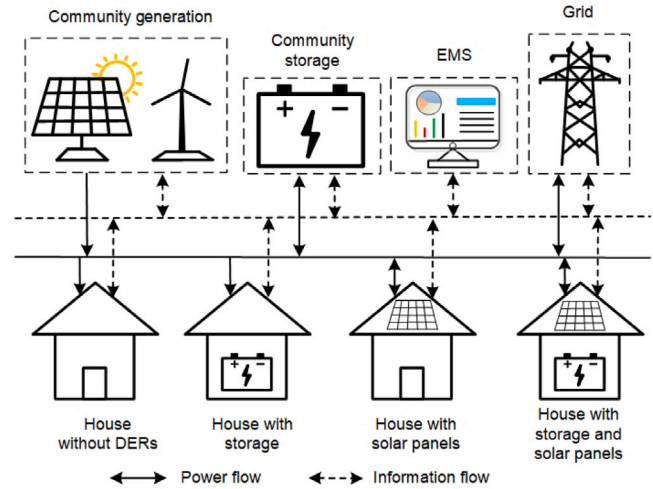 Community generation
Community
storage
EMS
Grid
House
without DERs
House with
storage
House with
solar panels
House with
storage and
solar panels
Power flow
Information flow